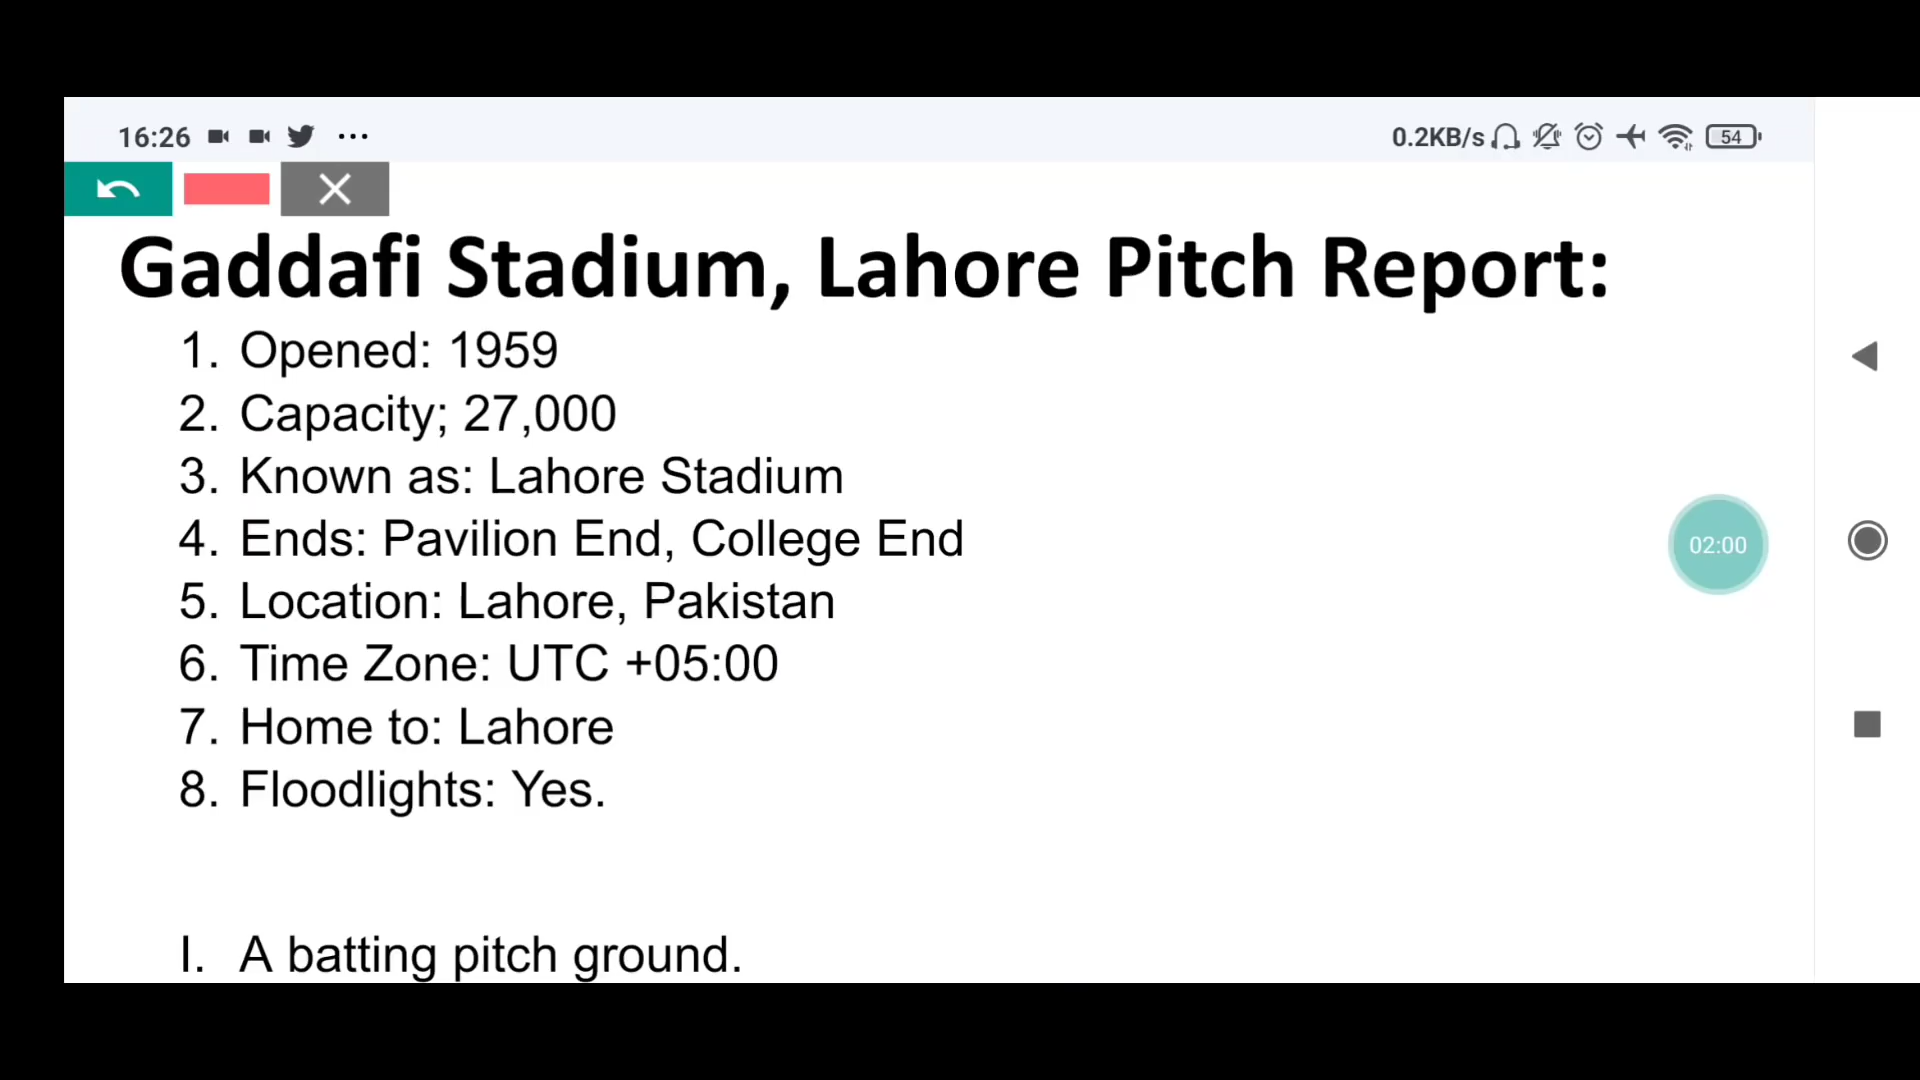 16:26 ... 0.2KB/s 54
Gaddafi Stadium, Lahore Pitch Report:
1. Opened: 1959
2. Capacity; 27,000
3. Known as: Lahore Stadium
4. Ends: Pavilion End, College End
02:00
5. Location: Lahore, Pakistan
6. Time Zone: UTC +05:00
7. Home to: Lahore
8. Floodlights: Yes.
I. A batting pitch ground.